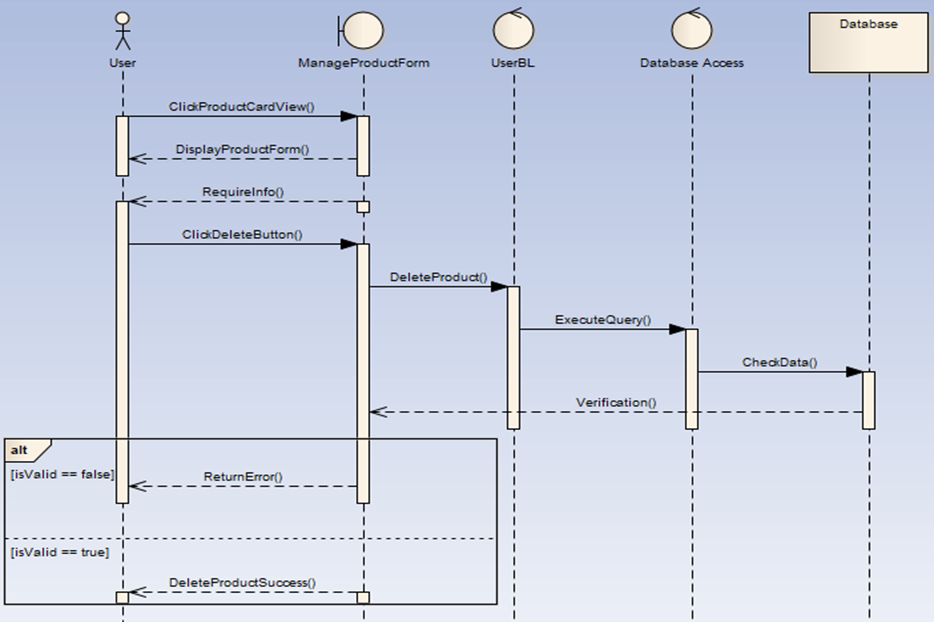 Database
User
ManageProductForm
UserBL
Database Access
ClickProductCardView()
DisplayProductForm()
RequireInfo()
ClickDeleteButton()
DeleteProduct()
ExecuteQuery()
CheckData()
Verification()
alt
[isValid == false]
ReturnError()
[isValid == true]
DeleteProductSuccess()